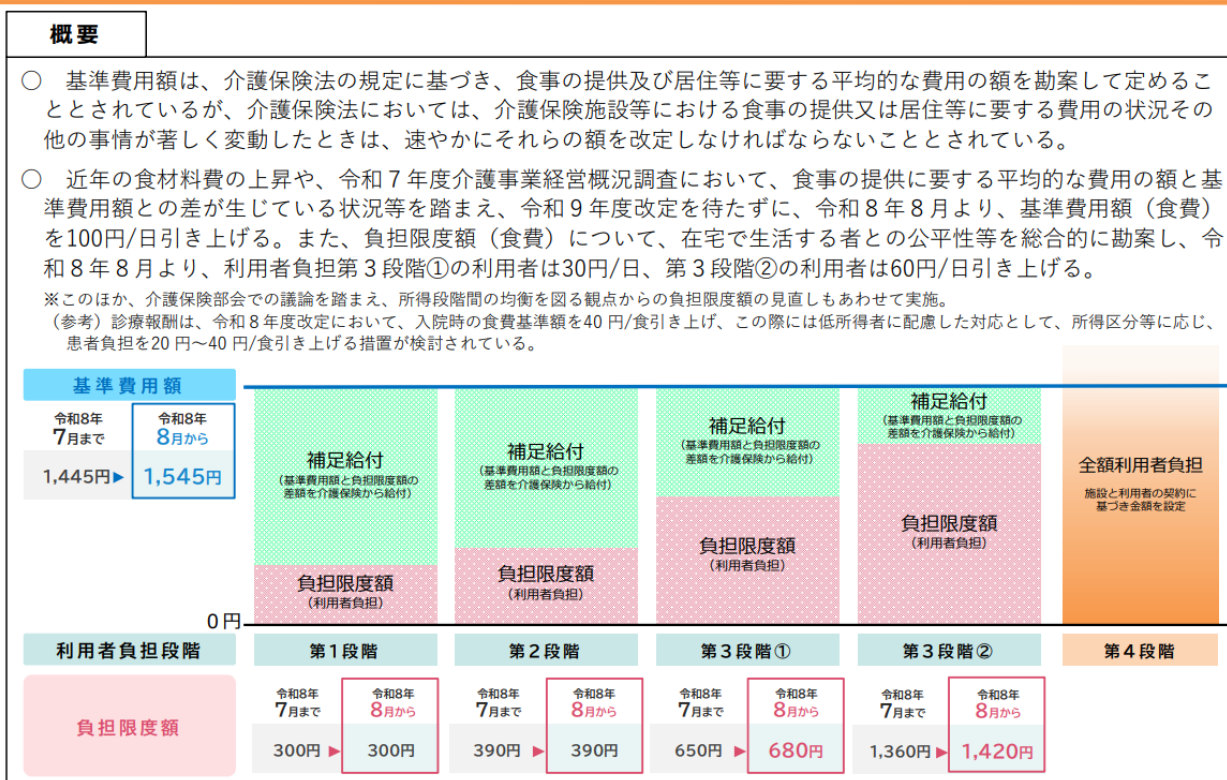 概要
○　基準費用額は、介護保険法の規定に基づき、食事の提供及び居住等に要する平均的な費用の額を勘案して定めるこ
ととされているが、介護保険法においては、介護保険施設等における食事の提供又は居住等に要する費用の状況その
他の事情が著しく変動したときは、速やかにそれらの額を改定しなければならないこととされている。
○　近年の食材料費の上昇や、令和７年度介護事業経営概況調査において、食事の提供に要する平均的な費用の額と基
準費用額との差が生じている状況等を踏まえ、令和９年度改定を待たずに、令和８年８月より、基準費用額（食費）
を100円/日引き上げる。また、負担限度額（食費）について、在宅で生活する者との公平性等を総合的に勘案し、令
和８年８月より、利用者負担第３段階①の利用者は30円/日、第３段階②の利用者は60円/日引き上げる。
※このほか、介護保険部会での議論を踏まえ、所得段階間の均衡を図る観点からの負担限度額の見直しもあわせて実施。
（参考）診療報酬は、令和８年度改定において、入院時の食費基準額を40 円/食引き上げ、この際には低所得者に配慮した対応として、所得区分等に応じ、
患者負担を20 円～40 円/食引き上げる措置が検討されている。
基準費用額
令和8年
7月まで
令和8年
8月から
1,445円▶
1,545円
補足給付
（基準費用額と負担限度額の
差額を介護保険から給付）
負担限度額
（利用者負担）
補足給付
（基準費用額と負担限度額の
差額を介護保険から給付）
負担限度額
（利用者負担）
補足給付
（基準費用額と負担限度額の
差額を介護保険から給付）
負担限度額
（利用者負担）
補足給付
（基準費用額と負担限度額の
差額を介護保険から給付）
負担限度額
（利用者負担）
全額利用者負担
施設と利用者の契約に
基づき金額を設定
0円
利用者負担段階
第1段階
第2段階
第3段階①
第3段階②
第4段階
負担限度額
令和8年
7月まで
令和8年
8月から
300円 ▶
300円
令和8年
7月まで
令和8年
8月から
390円 ▶
390円
令和8年
7月まで
令和8年
8月から
650円 ▶
680円
令和8年
7月まで
令和8年
8月から
1,360円▶
1,420円